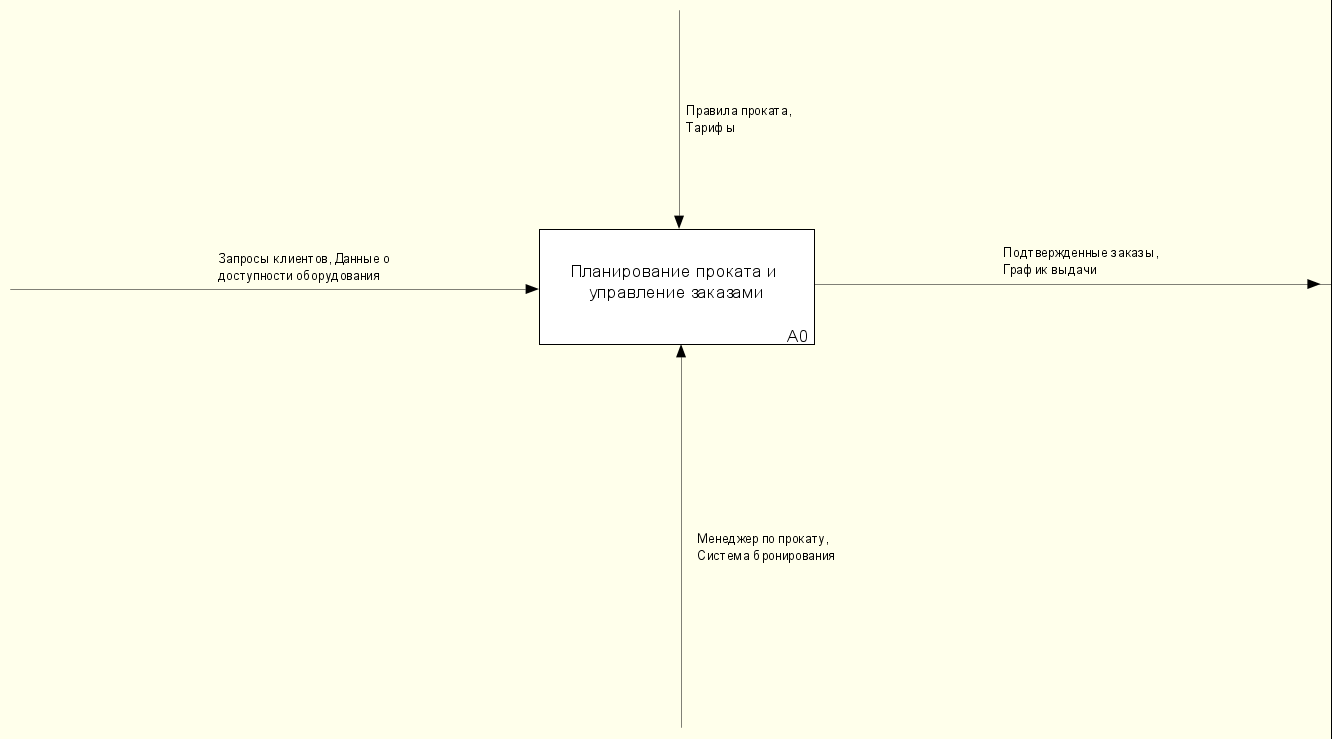 Правила проката,
Тарифы
Запросы клиентов, Данные о
доступности оборудования
Планирование проката и
управление заказами
A0
Подтвержденные заказы,
График выдачи
Менеджер по прокату,
Система бронирования